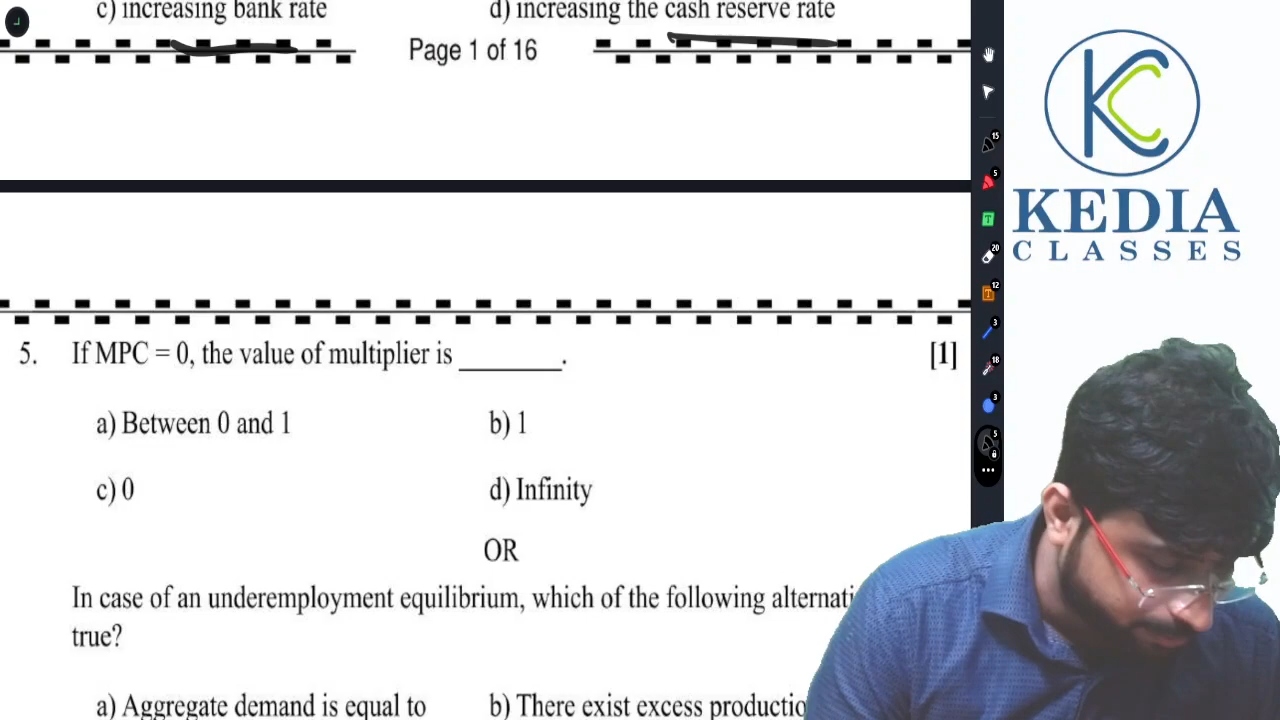 c) increasing bank rate d) increasing the cash reserve rate
Page 1 of 16
KEDIA
CLASSES
5. If MPC = 0, the value of multiplier is ________. [1]
a) Between 0 and 1 b) 1
c) 0 d) Infinity
OR
In case of an underemployment equilibrium, which of the following
true?
a) Aggregate demand is equal to b) There exist excess